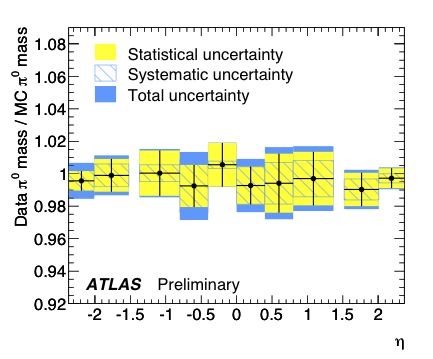 Data π⁰ mass / MC π⁰ mass
1.08
1.06
1.04
1.02
1
0.98
0.96
0.94
0.92
Statistical uncertainty
Systematic uncertainty
Total uncertainty
ATLAS Preliminary
-2 -1.5 -1 -0.5 0 0.5 1 1.5 2
η